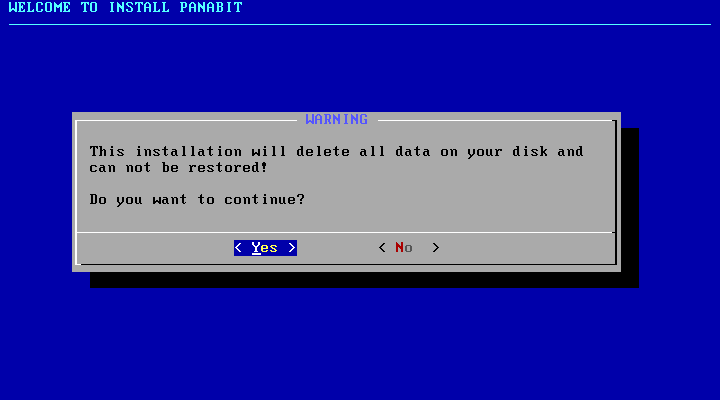 WELCOME TO INSTALL PANABIT
WARNING
This installation will delete all data on your disk and
can not be restored!
Do you want to continue?
< Yes > < No >